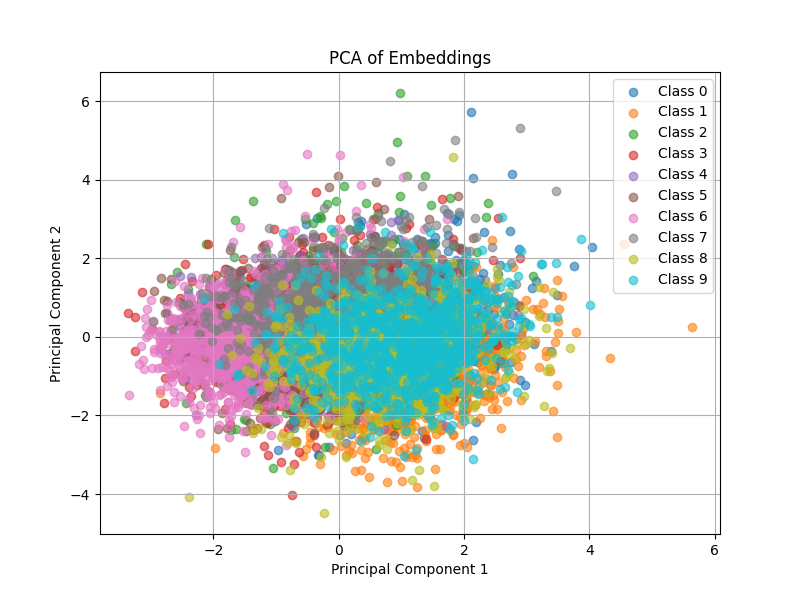 PCA of Embeddings
Class 0
Class 1
Class 2
Class 3
Class 4
Class 5
Class 6
Class 7
Class 8
Class 9
Principal Component 2
6
4
2
0
−2
−4
−2
0
2
4
6
Principal Component 1